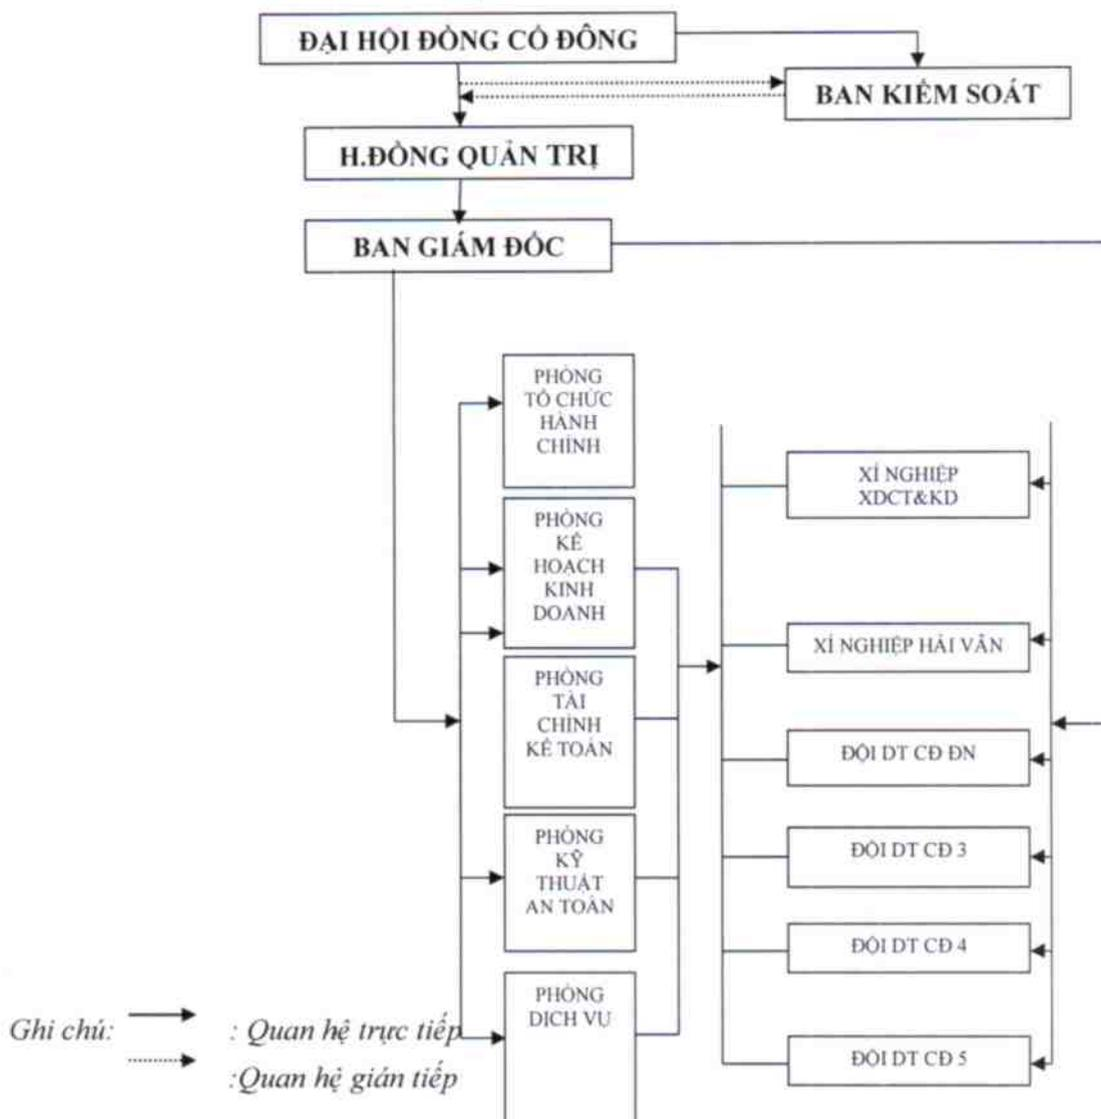 ĐẠI HỘI ĐỒNG CỔ ĐÔNG
BAN KIỂM SOÁT
H.ĐỒNG QUẢN TRỊ
BAN GIÁM ĐỐC
PHÒNG
TỔ CHỨC
HÀNH
CHÍNH
PHÒNG
KẾ
HOẠCH
KINH
DOANH
PHÒNG
TÀI
CHÍNH
KẾ TOÁN
PHÒNG
KỸ
THUẬT
AN TOÀN
PHÒNG
DỊCH VỤ
XÍ NGHIỆP
XDCT&KD
XÍ NGHIỆP HẢI VÂN
ĐỘI DT CĐ ĐN
ĐỘI DT CĐ 3
ĐỘI DT CĐ 4
ĐỘI DT CĐ 5
Ghi chú: : Quan hệ trực tiếp
:Quan hệ gián tiếp